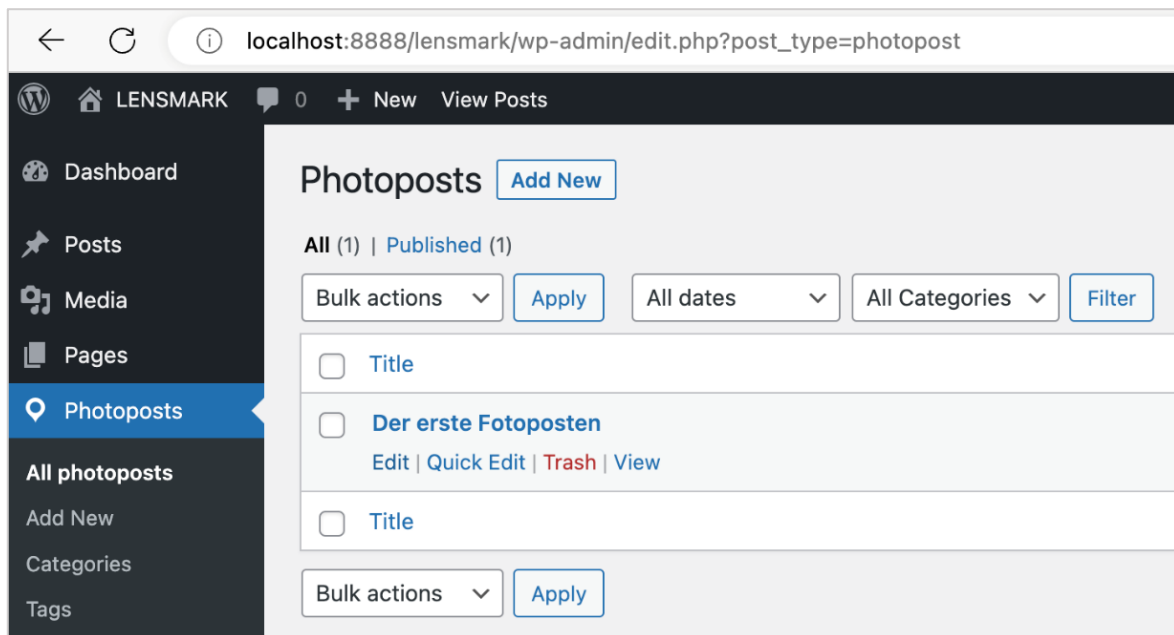 localhost:8888/lensmark/wp-admin/edit.php?post_type=photopost
LENSMARK 0 New View Posts
Dashboard
Posts
Media
Pages
Photoposts
All photoposts
Add New
Categories
Tags
Photoposts Add New
All (1) | Published (1)
Bulk actions Apply All dates All Categories Filter
Title
Der erste Fotoposten
Edit | Quick Edit | Trash | View
Title
Bulk actions Apply